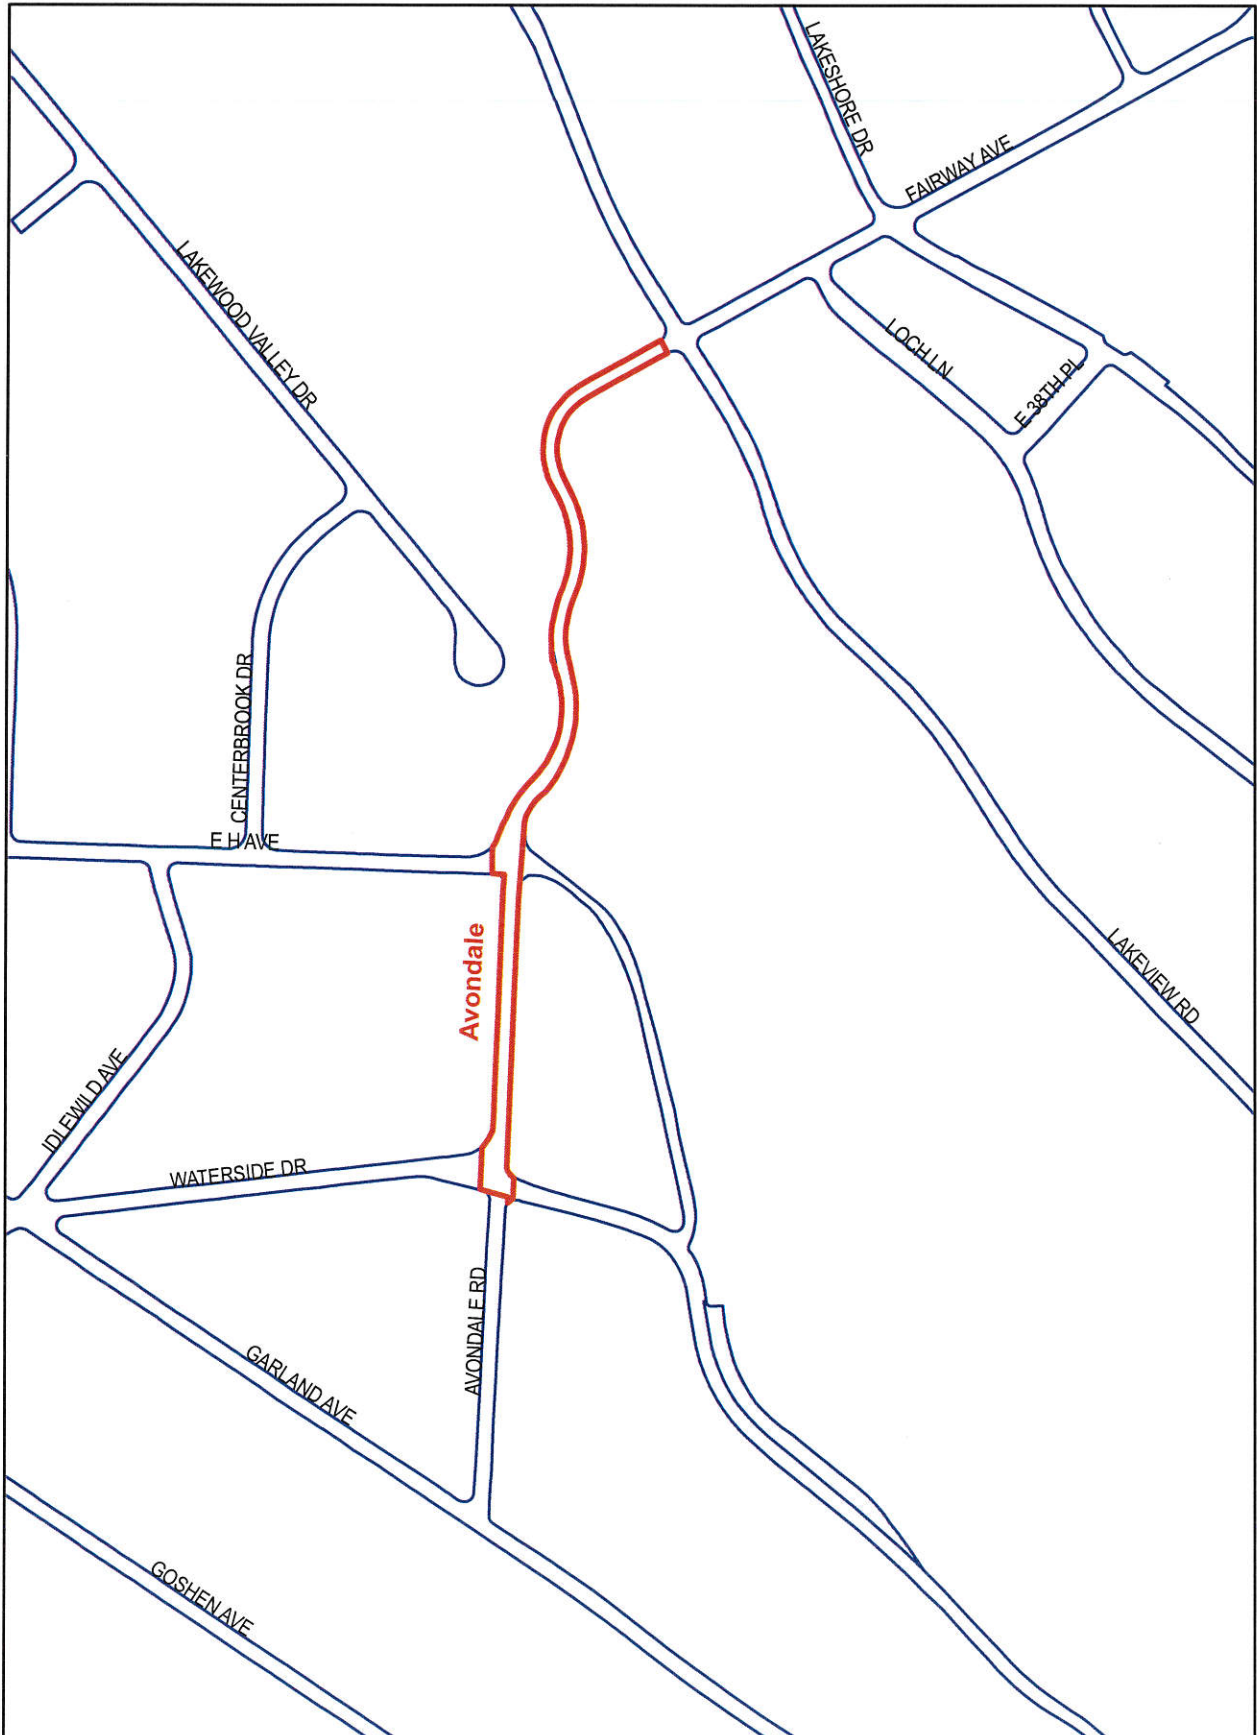 LAKESHORE DR
FAIRWAY AVE
LAKEWOOD VALLEY DR
LOCH LN
E 38TH PL
CENTERBROOK DR
E H AVE
Avondale
LAKEVIEW RD
IDLEWILD AVE
WATERSIDE DR
AVONDALE RD
GARLAND AVE
GOSHEN AVE